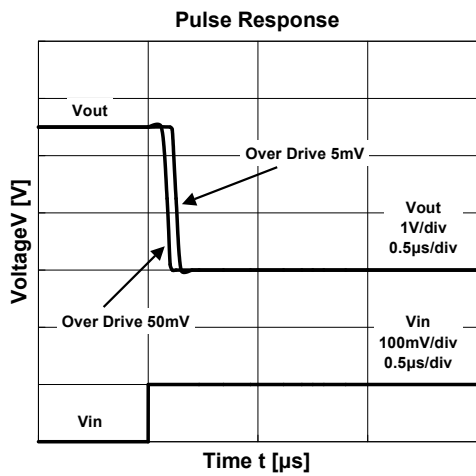 Pulse Response
Vout
Over Drive 5mV
Vout
1V/div
0.5µs/div
Over Drive 50mV
Vin
100mV/div
0.5µs/div
Vin
VoltageV [V]
Time t [µs]